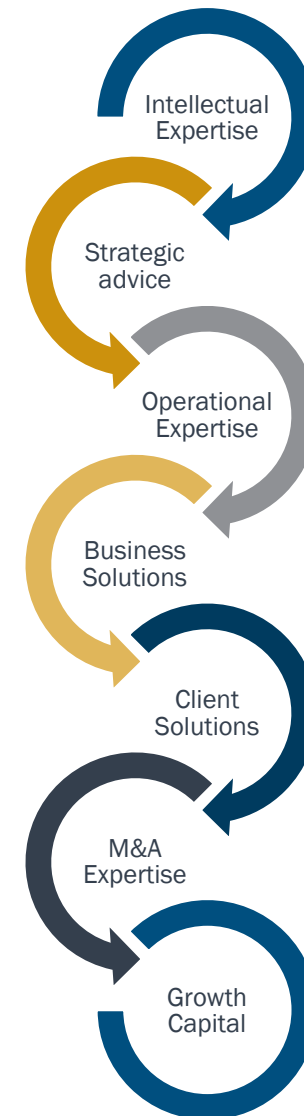 Intellectual
Expertise
Strategic
advice
Operational
Expertise
Business
Solutions
Client
Solutions
M&A
Expertise
Growth
Capital